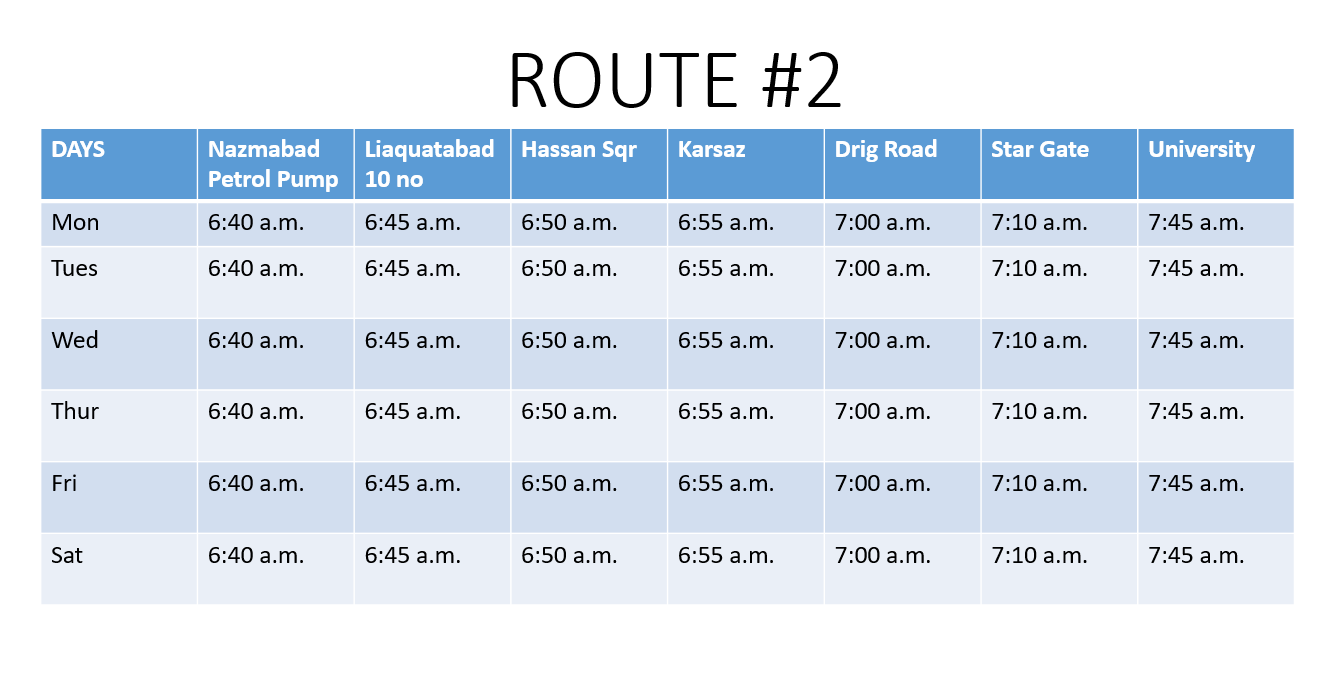 ROUTE #2
DAYS Nazmabad Petrol Pump Liaquatabad 10 no Hassan Sqr Karsaz Drig Road Star Gate University
Mon 6:40 a.m. 6:45 a.m. 6:50 a.m. 6:55 a.m. 7:00 a.m. 7:10 a.m. 7:45 a.m.
Tues 6:40 a.m. 6:45 a.m. 6:50 a.m. 6:55 a.m. 7:00 a.m. 7:10 a.m. 7:45 a.m.
Wed 6:40 a.m. 6:45 a.m. 6:50 a.m. 6:55 a.m. 7:00 a.m. 7:10 a.m. 7:45 a.m.
Thur 6:40 a.m. 6:45 a.m. 6:50 a.m. 6:55 a.m. 7:00 a.m. 7:10 a.m. 7:45 a.m.
Fri 6:40 a.m. 6:45 a.m. 6:50 a.m. 6:55 a.m. 7:00 a.m. 7:10 a.m. 7:45 a.m.
Sat 6:40 a.m. 6:45 a.m. 6:50 a.m. 6:55 a.m. 7:00 a.m. 7:10 a.m. 7:45 a.m.